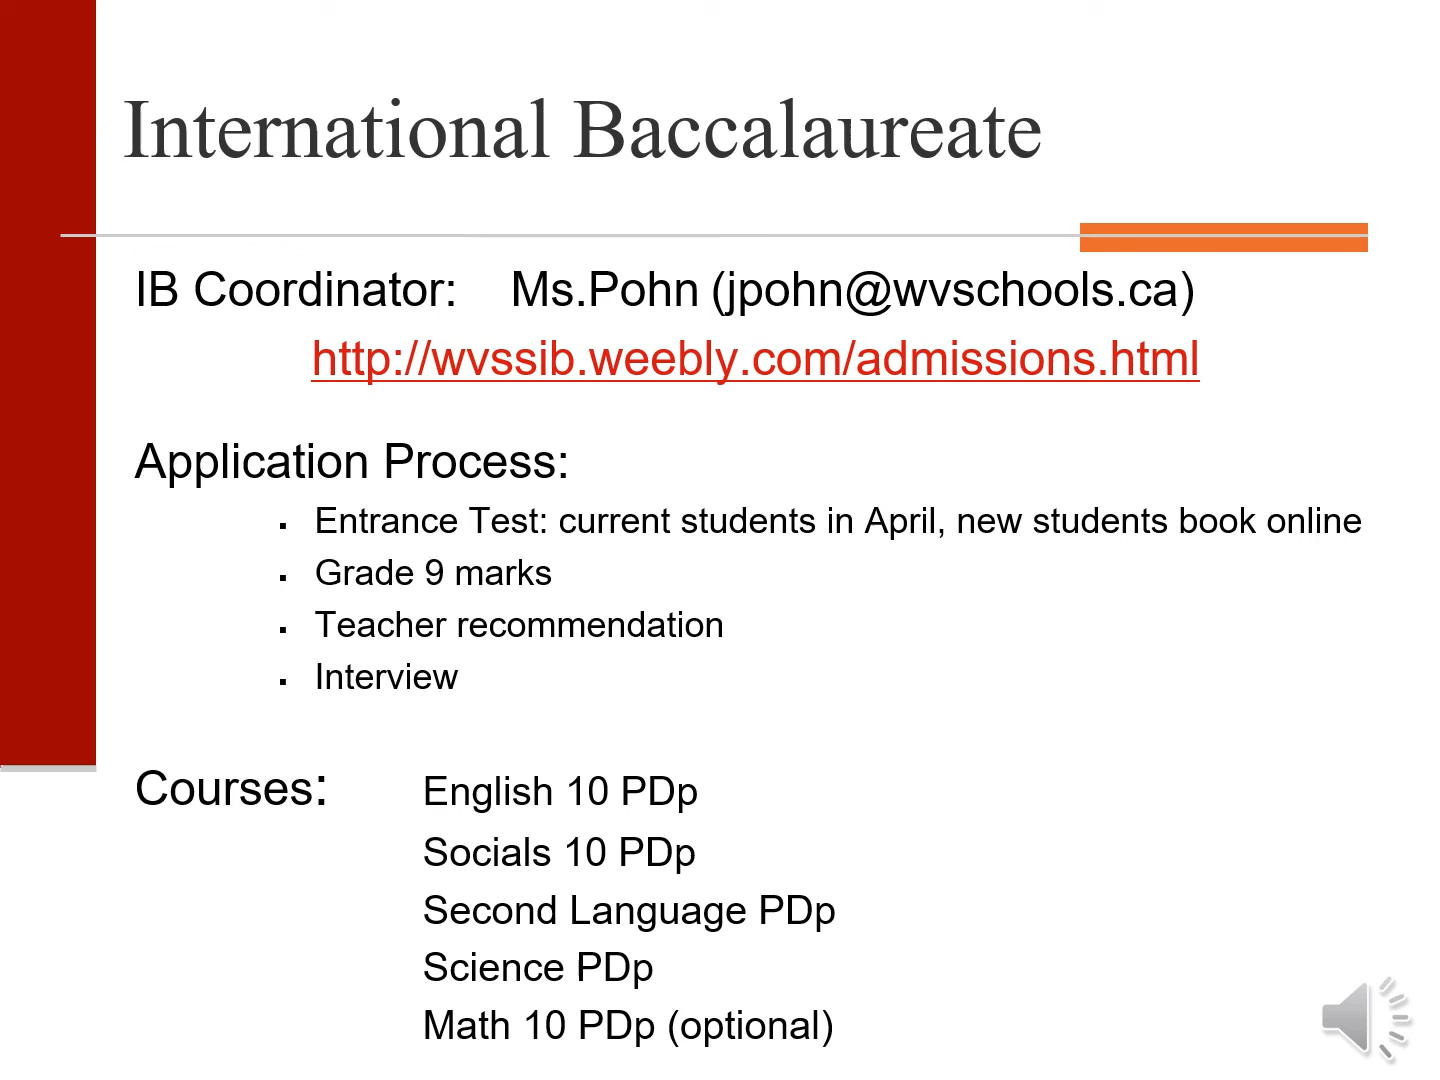 International Baccalaureate
IB Coordinator: Ms.Pohn (jpohn@wvschools.ca)
http://wvssib.weebly.com/admissions.html
Application Process:
▪ Entrance Test: current students in April, new students book online
▪ Grade 9 marks
▪ Teacher recommendation
▪ Interview
Courses: English 10 PDp
Socials 10 PDp
Second Language PDp
Science PDp
Math 10 PDp (optional)